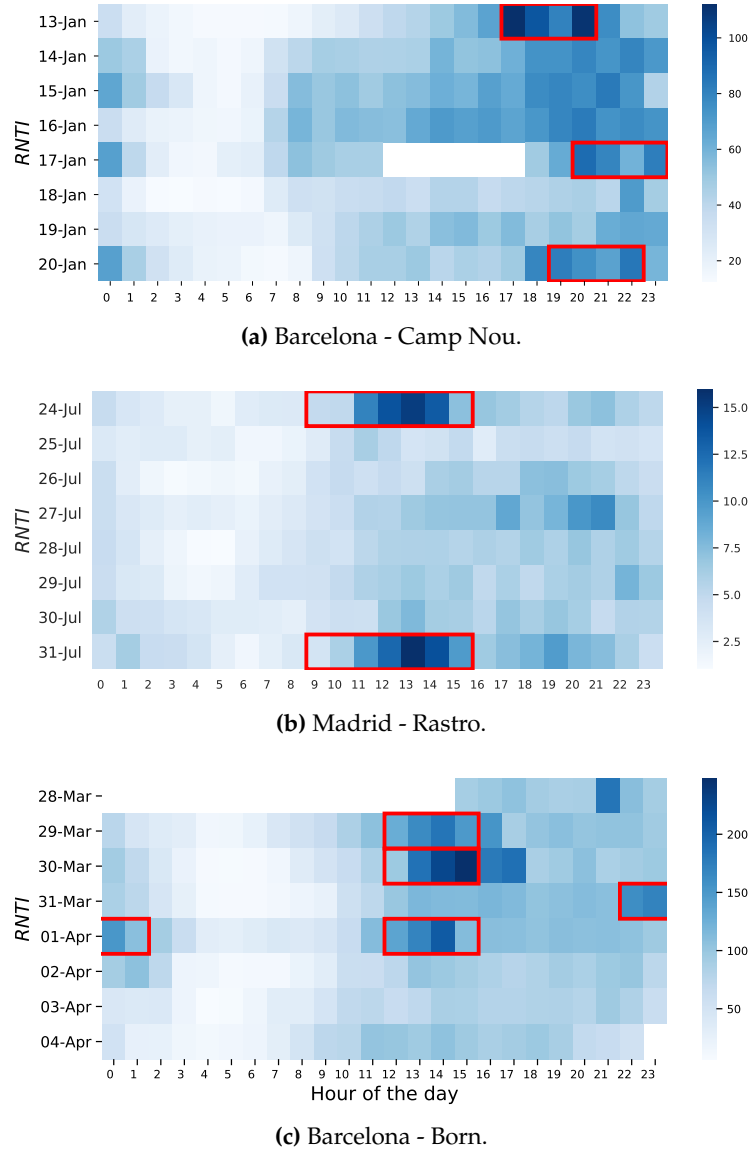 13-Jan
14-Jan
15-Jan
16-Jan
17-Jan
18-Jan
19-Jan
20-Jan
RNTI
0 1 2 3 4 5 6 7 8 9 10 11 12 13 14 15 16 17 18 19 20 21 22 23
100
80
60
40
20
(a) Barcelona - Camp Nou.
24-Jul
25-Jul
26-Jul
27-Jul
28-Jul
29-Jul
30-Jul
31-Jul
RNTI
0 1 2 3 4 5 6 7 8 9 10 11 12 13 14 15 16 17 18 19 20 21 22 23
15.0
12.5
10.0
7.5
5.0
2.5
(b) Madrid - Rastro.
28-Mar
29-Mar
30-Mar
31-Mar
01-Apr
02-Apr
03-Apr
04-Apr
RNTI
0 1 2 3 4 5 6 7 8 9 10 11 12 13 14 15 16 17 18 19 20 21 22 23
Hour of the day
200
150
100
50
(c) Barcelona - Born.